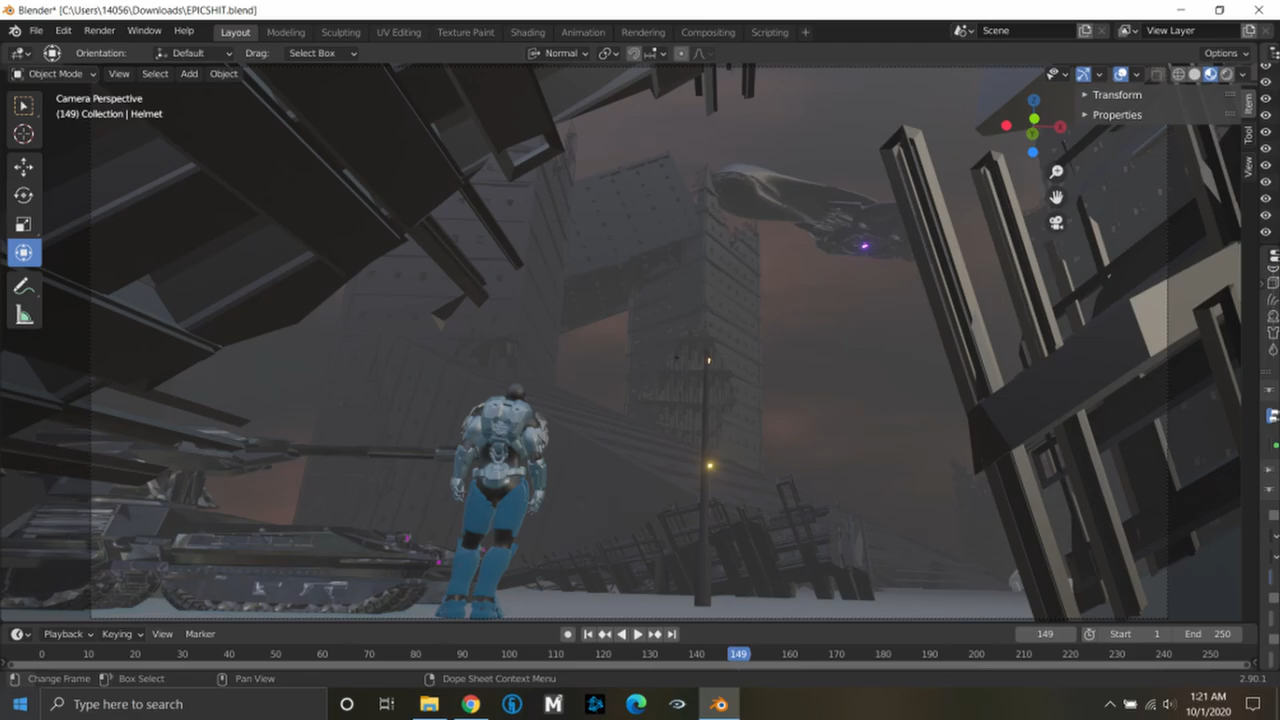 Blender* [C:\Users\14056\Downloads\EPICSHIT.blend]
File Edit Render Window Help Layout Modeling Sculpting UV Editing Texture Paint Shading Animation Rendering Compositing Scripting + Scene View Layer
Orientation: Default Drag: Select Box Normal Options
Object Mode View Select Add Object
Camera Perspective
(149) Collection | Helmet
Transform
Properties
Item
Tool
View
Z
X
Y
Playback Keying View Marker 149 Start 1 End 250
0 10 20 30 40 50 60 70 80 90 100 110 120 130 140 149 160 170 180 190 200 210 220 230 240 250
Change Frame Box Select Pan View Dope Sheet Context Menu 2.90.1
Type here to search
1:21 AM
10/1/2020